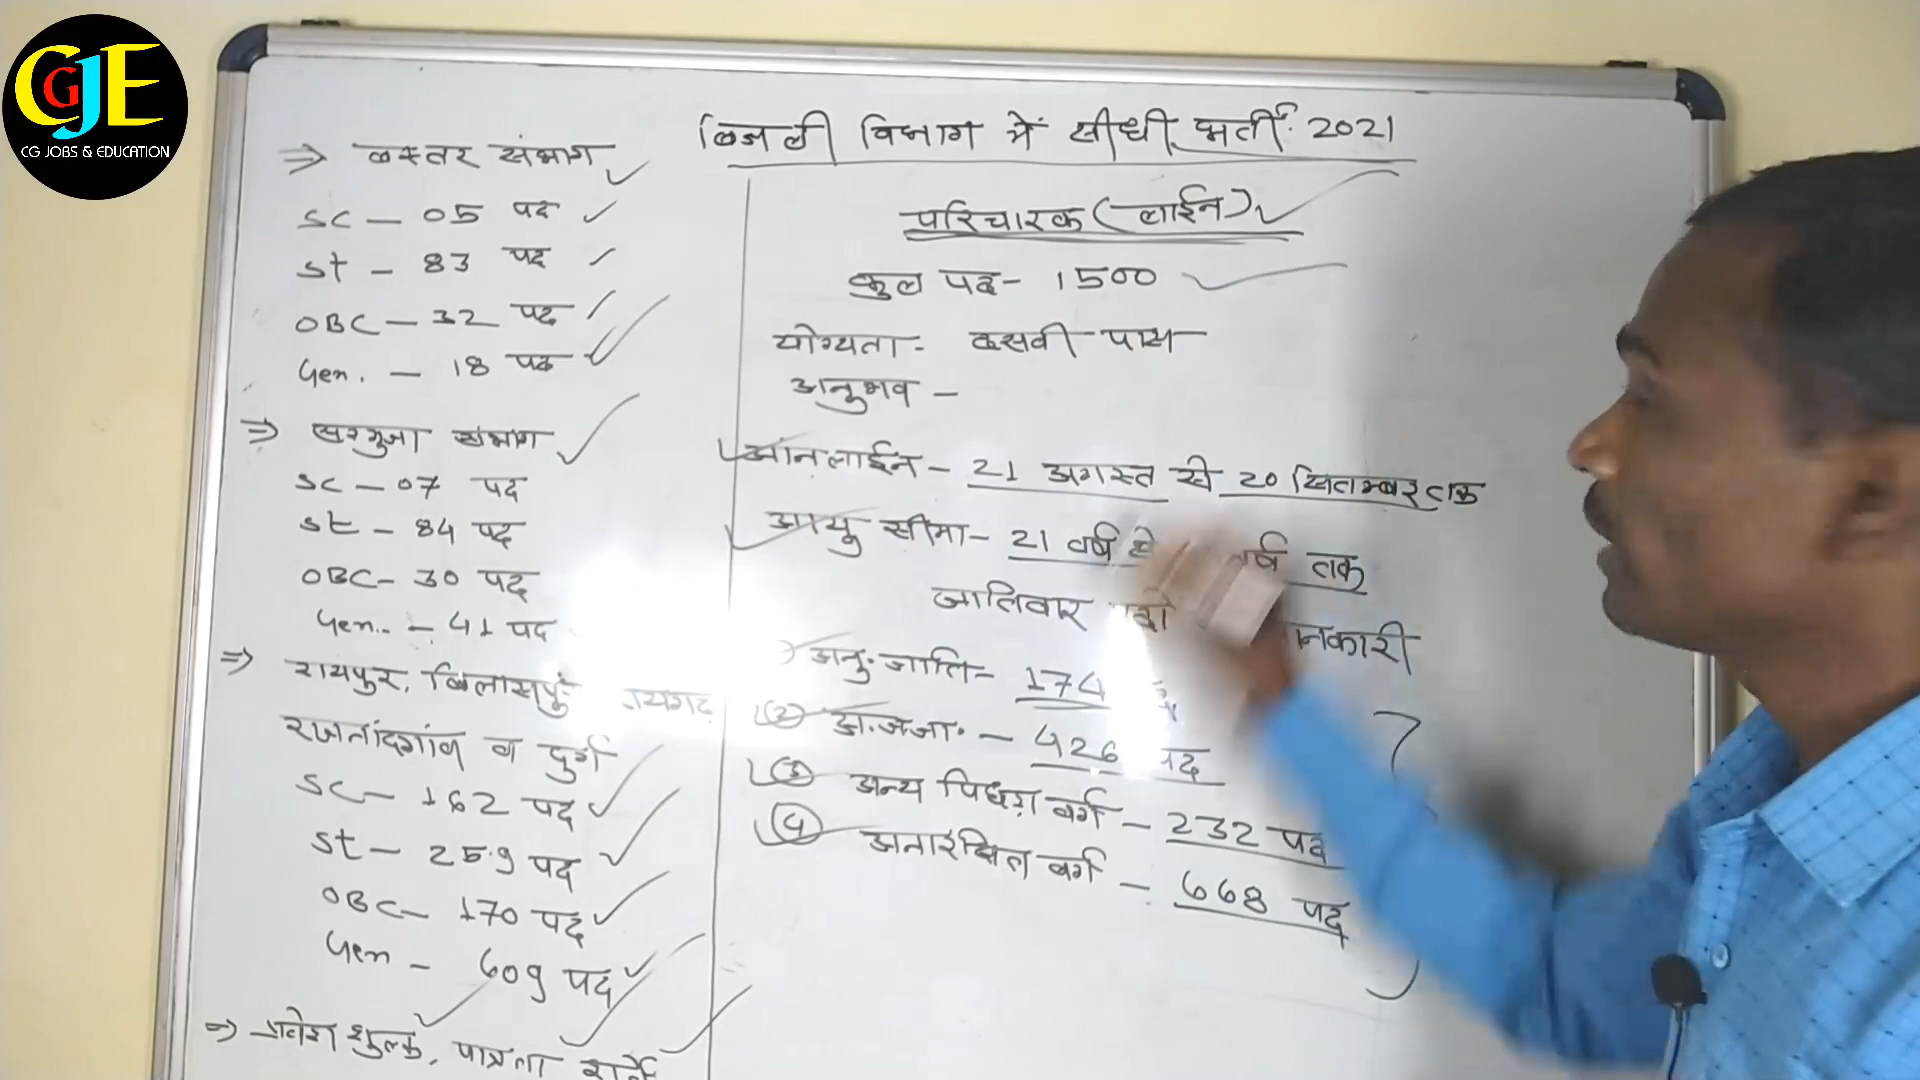 CGJE
CG JOBS & EDUCATION
बिजली विभाग में सीधी भर्ती 2021
⇒ बस्तर संभाग
SC – 05 पद
St – 83 पद
OBC – 32 पद
Gen. – 18 पद
⇒ सरगुजा संभाग
SC – 07 पद
St – 84 पद
OBC – 30 पद
Gen.. – 41 पद
⇒ रायपुर, बिलासपुर, रायगढ़
राजनांदगांव व दुर्ग
SC – 162 पद
St – 259 पद
OBC – 170 पद
Gen – 609 पद
⇒ प्रवेश शुल्क, पात्रता शर्तें
परिचारक (लाईन)
कुल पद – 1500
योग्यता - दसवी पास
अनुभव –
ऑनलाईन – 21 अगस्त से 20 सितम्बर तक
आयु सीमा – 21 वर्ष से वर्ष तक
जातिवार
अनु. जाति – 174
② अ.ज.जा. – 426 पद
③ अन्य पिछड़ा वर्ग – 232 पद
④ अनारक्षित वर्ग – 668 पद